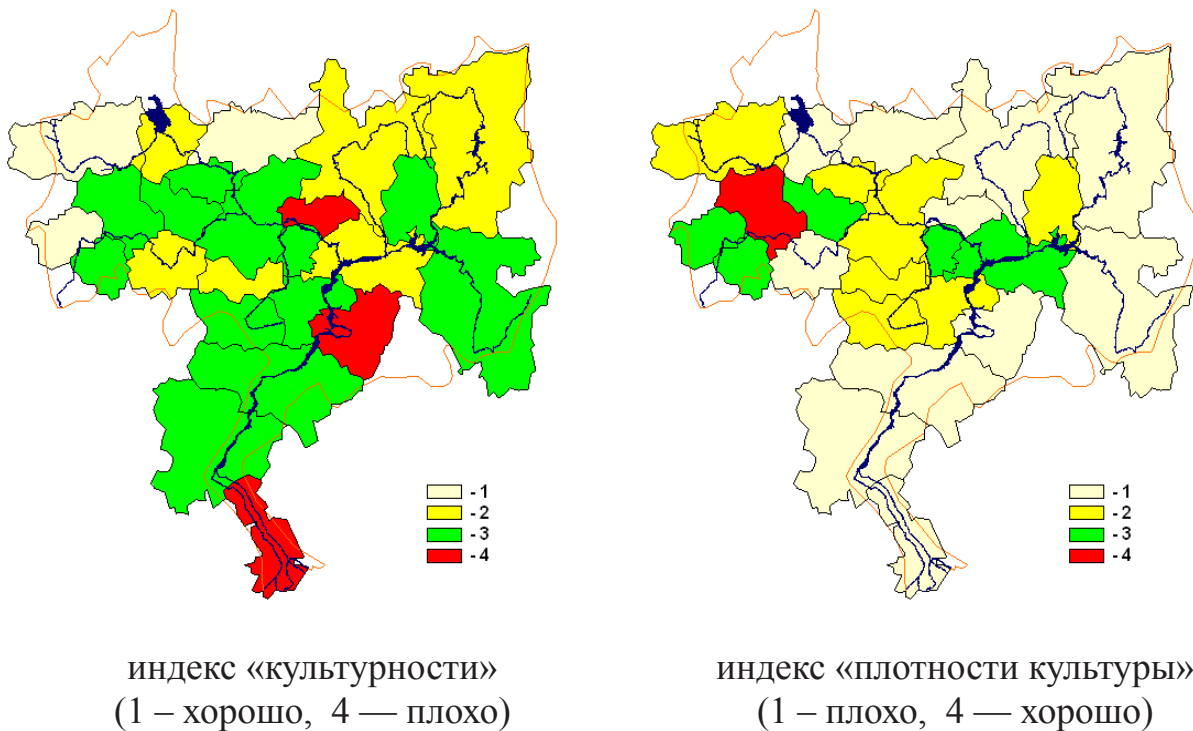 - 1
- 2
- 3
- 4
- 1
- 2
- 3
- 4
индекс «культурности»
(1 – хорошо, 4 — плохо)
индекс «плотности культуры»
(1 – плохо, 4 — хорошо)